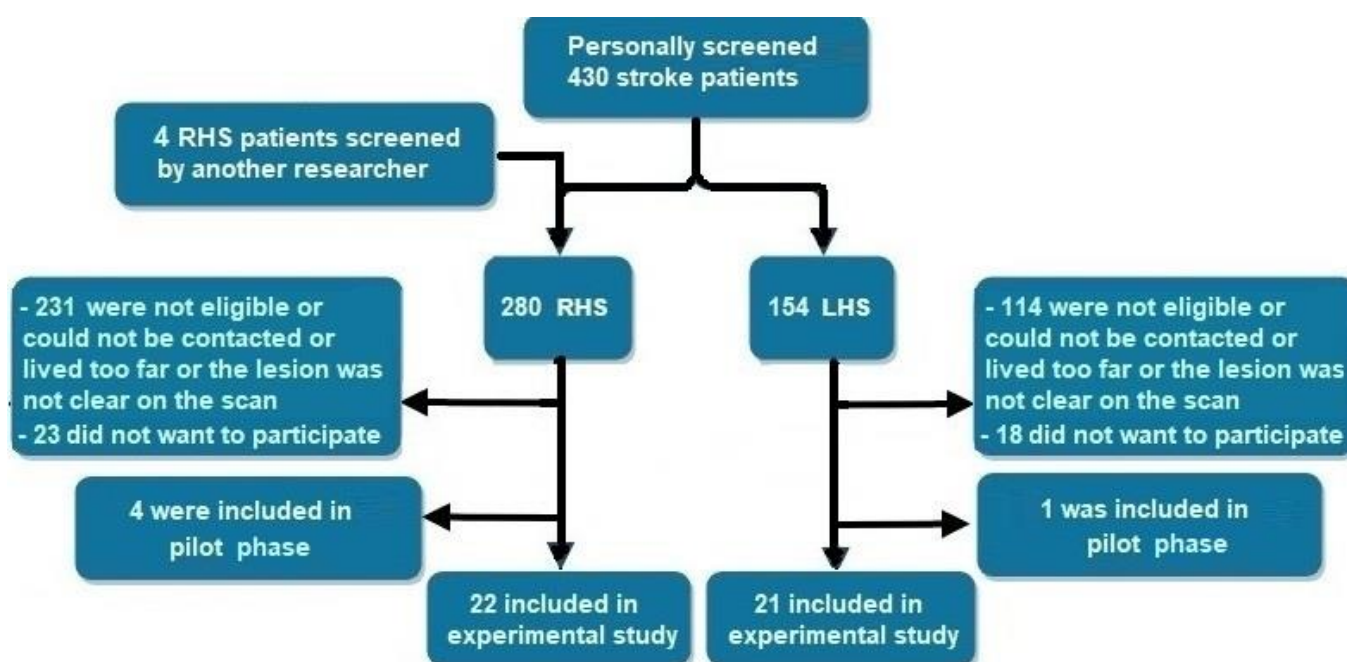 Personally screened
430 stroke patients
4 RHS patients screened
by another researcher
280 RHS
154 LHS
- 231 were not eligible or
could not be contacted or
lived too far or the lesion was
not clear on the scan
- 23 did not want to participate
- 114 were not eligible or
could not be contacted or
lived too far or the lesion was
not clear on the scan
- 18 did not want to participate
4 were included in
pilot phase
1 was included in
pilot phase
22 included in
experimental study
21 included in
experimental study